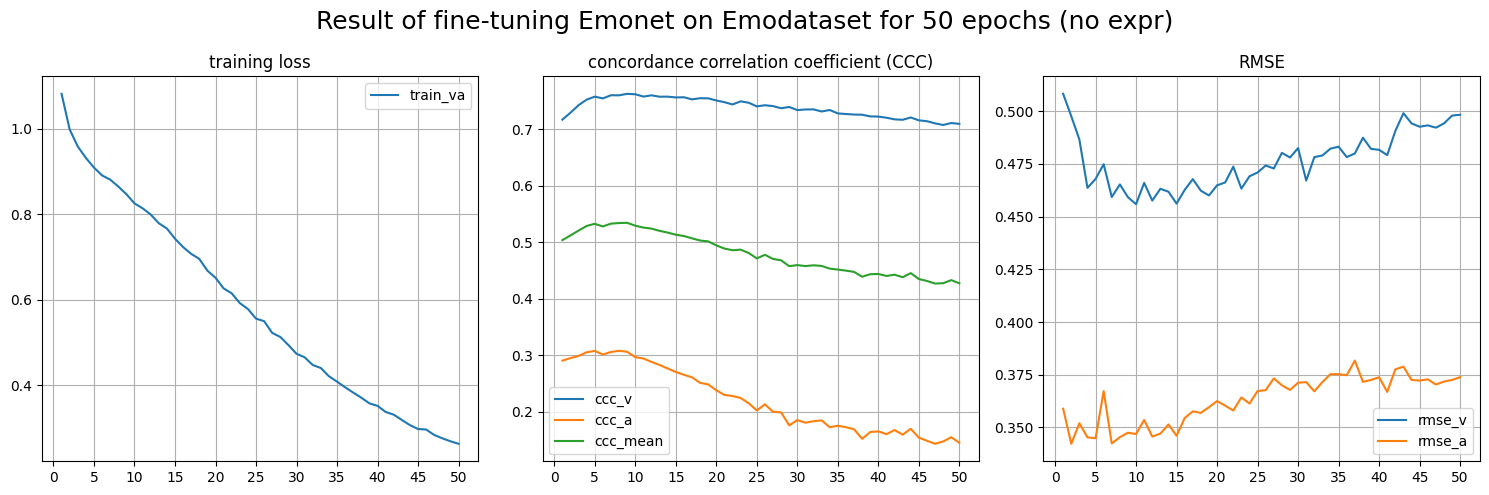 Result of fine-tuning Emonet on Emodataset for 50 epochs (no expr)
training loss
train_va
1.0
0.8
0.6
0.4
0 5 10 15 20 25 30 35 40 45 50
concordance correlation coefficient (CCC)
0.7
0.6
0.5
0.4
0.3
0.2
ccc_v
ccc_a
ccc_mean
0 5 10 15 20 25 30 35 40 45 50
RMSE
0.500
0.475
0.450
0.425
0.400
0.375
0.350
rmse_v
rmse_a
0 5 10 15 20 25 30 35 40 45 50